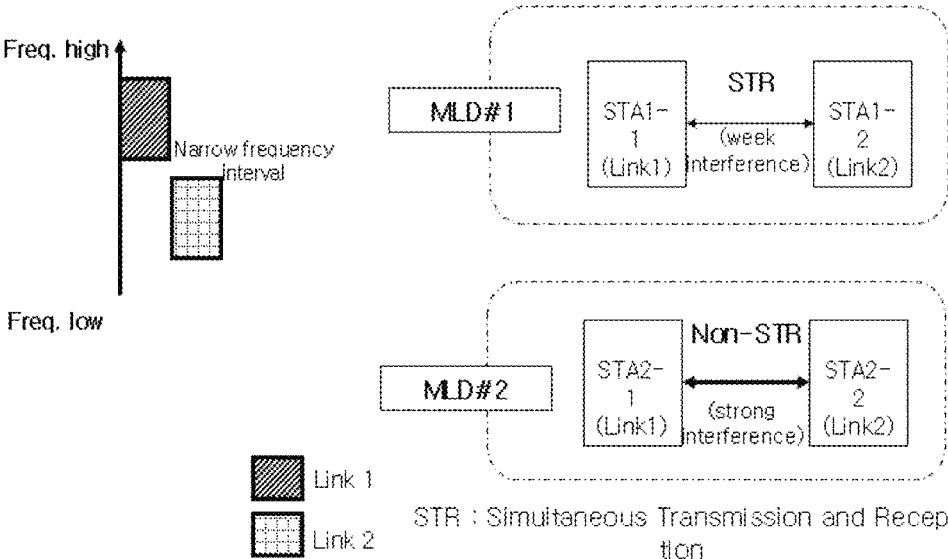 Freq. high
Narrow frequency
interval
Freq. low
MLD#1
STA1-
1
(Link1)
STR
(week
interference)
STA1-
2
(Link2)
MLD#2
STA2-
1
(Link1)
Non-STR
(strong
interference)
STA2-
2
(Link2)
Link 1
Link 2
STR : Simultaneous Transmission and Recep
tion